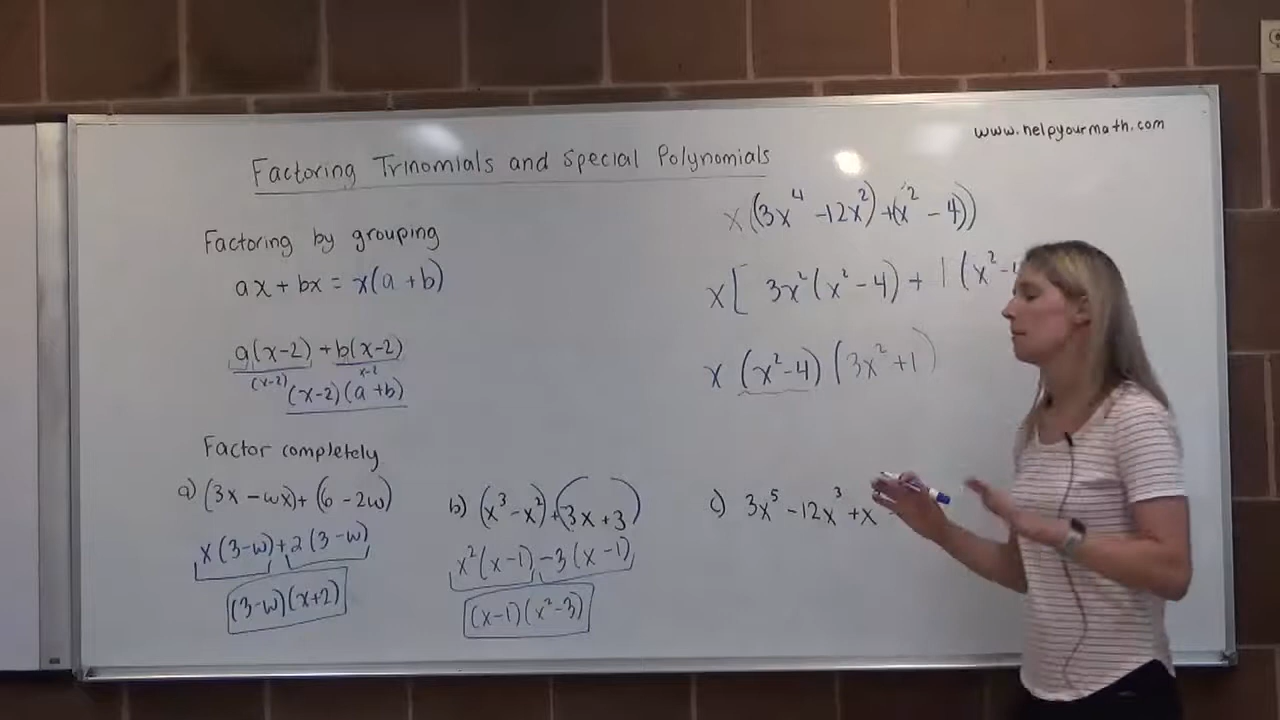 www.helpyourmath.com
Factoring Trinomials and Special Polynomials
Factoring by grouping
ax + bx = x(a + b)
a(x-2) + b(x-2)
(x-2) x-2
(x-2)(a+b)
Factor completely
a) (3x - wx) + (6 - 2w)
x(3-w) + 2(3-w)
(3-w)(x+2)
b) (x³ - x²) + (3x + 3)
x²(x-1) - 3(x-1)
(x-1)(x²-3)
x((3x⁴ - 12x²) + (x² - 4))
x[ 3x²(x² - 4) + 1(x² -
x (x² - 4)(3x² + 1)
c) 3x⁵ - 12x³ + x